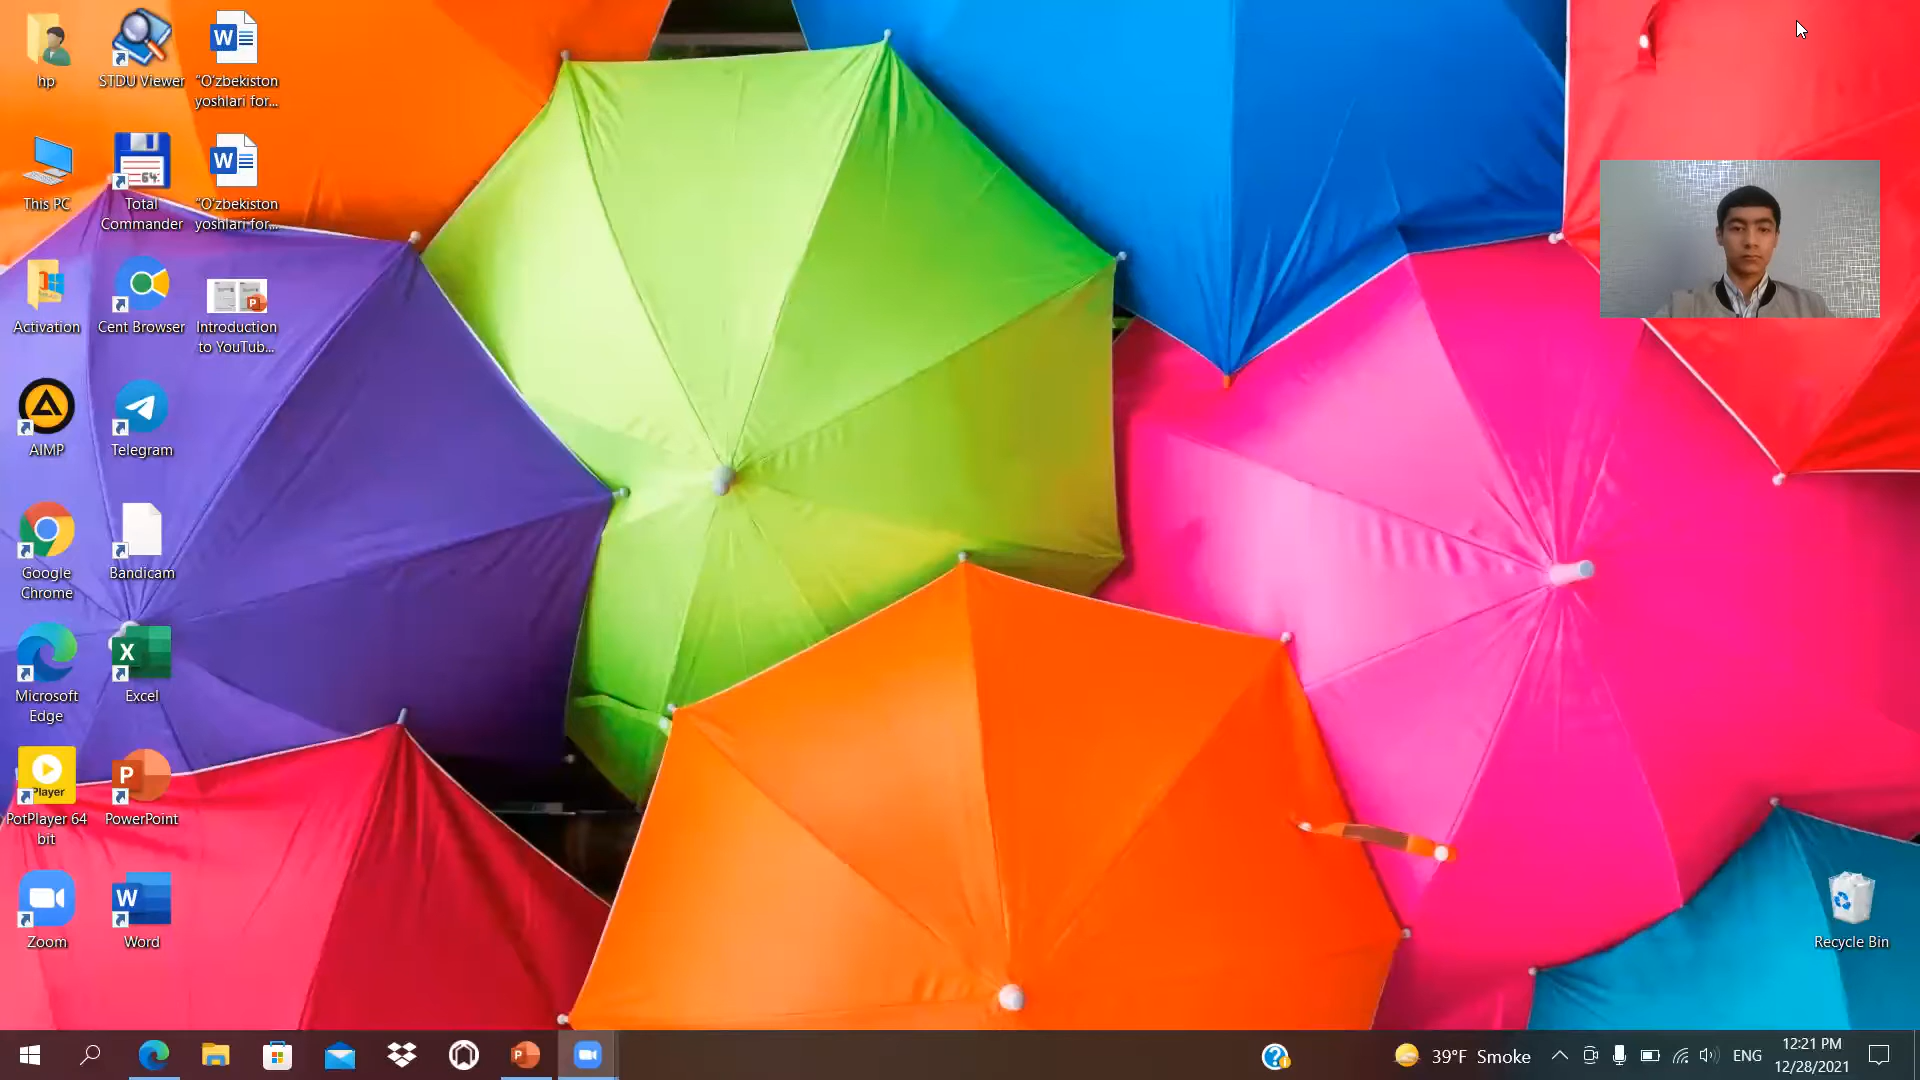 hp
STDU Viewer
"O'zbekiston
yoshlari for...
This PC
Total
Commander
64
"O'zbekiston
yoshlari for...
Activation
Cent Browser
Introduction
to YouTub...
AIMP
Telegram
Google
Chrome
Bandicam
Microsoft
Edge
Excel
Player
PotPlayer 64
bit
PowerPoint
Zoom
Word
Recycle Bin
39°F Smoke
ENG
12:21 PM
12/28/2021